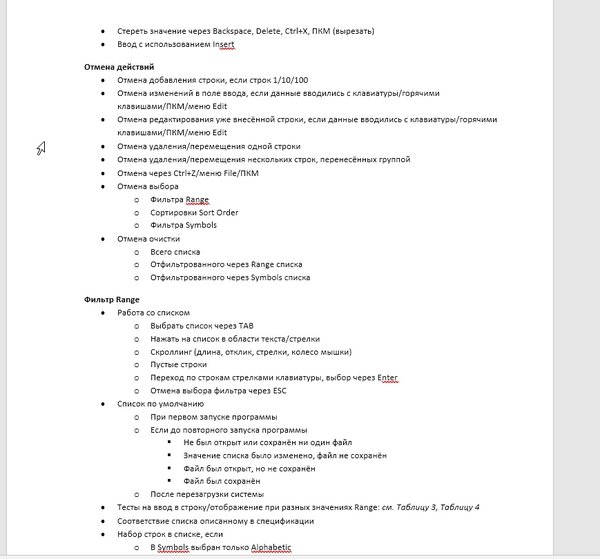 • Стереть значение через Backspace, Delete, Ctrl+X, ПКМ (вырезать)
• Ввод с использованием Insert
Отмена действий
• Отмена добавления строки, если строк 1/10/100
• Отмена изменений в поле ввода, если данные вводились с клавиатуры/горячими
клавишами/ПКМ/меню Edit
• Отмена редактирования уже внесённой строки, если данные вводились с клавиатуры/горячими
клавишами/ПКМ/меню Edit
• Отмена удаления/перемещения одной строки
• Отмена удаления/перемещения нескольких строк, перенесённых группой
• Отмена через Ctrl+Z/меню File/ПКМ
• Отмена выбора
o Фильтра Range
o Сортировки Sort Order
o Фильтра Symbols
• Отмена очистки
o Всего списка
o Отфильтрованного через Range списка
o Отфильтрованного через Symbols списка
Фильтр Range
• Работа со списком
o Выбрать список через TAB
o Нажать на список в области текста/стрелки
o Скроллинг (длина, отклик, стрелки, колесо мышки)
o Пустые строки
o Переход по строкам стрелками клавиатуры, выбор через Enter
o Отмена выбора фильтра через ESC
• Список по умолчанию
o При первом запуске программы
o Если до повторного запуска программы
▪ Не был открыт или сохранён ни один файл
▪ Значение списка было изменено, файл не сохранён
▪ Файл был открыт, но не сохранён
▪ Файл был сохранён
o После перезагрузки системы
• Тесты на ввод в строку/отображение при разных значениях Range: см. Таблицу 3, Таблицу 4
• Соответствие списка описанному в спецификации
• Набор строк в списке, если
o В Symbols выбран только Alphabetic